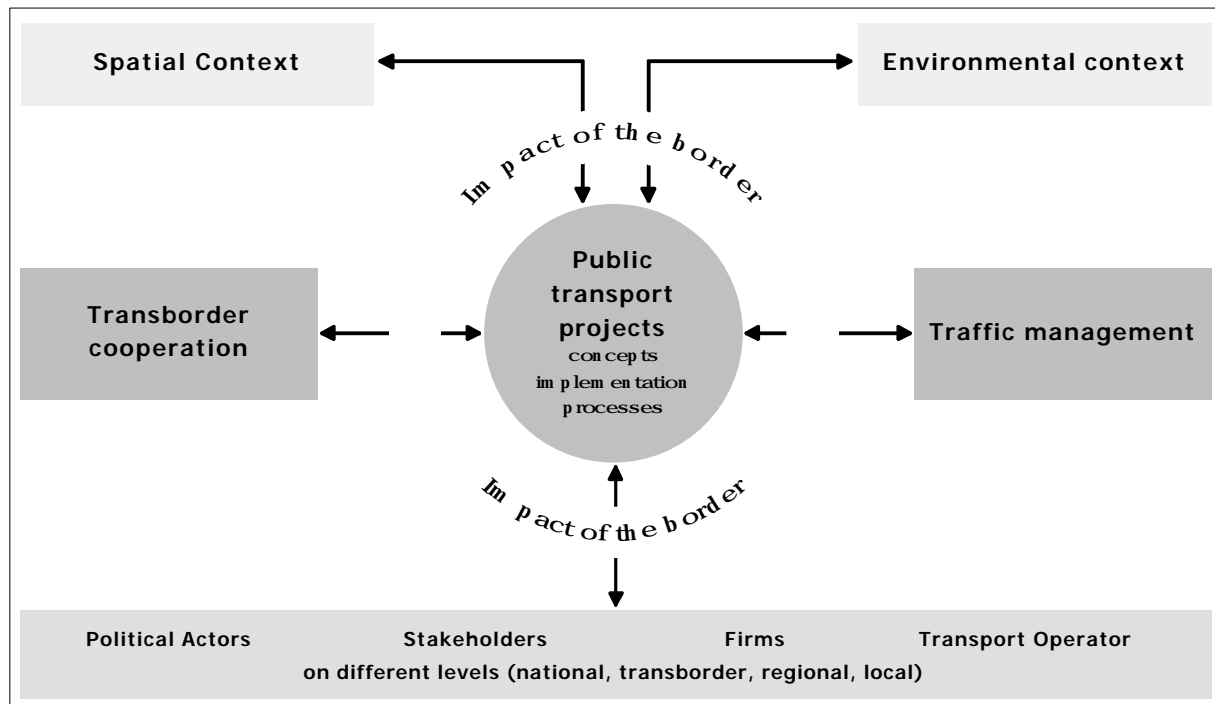 Spatial Context
Environmental context
Impact of the border
Public
transport
projects
concepts
implementation
processes
Transborder
cooperation
Traffic management
Impact of the border
Political Actors Stakeholders Firms Transport Operator
on different levels (national, transborder, regional, local)